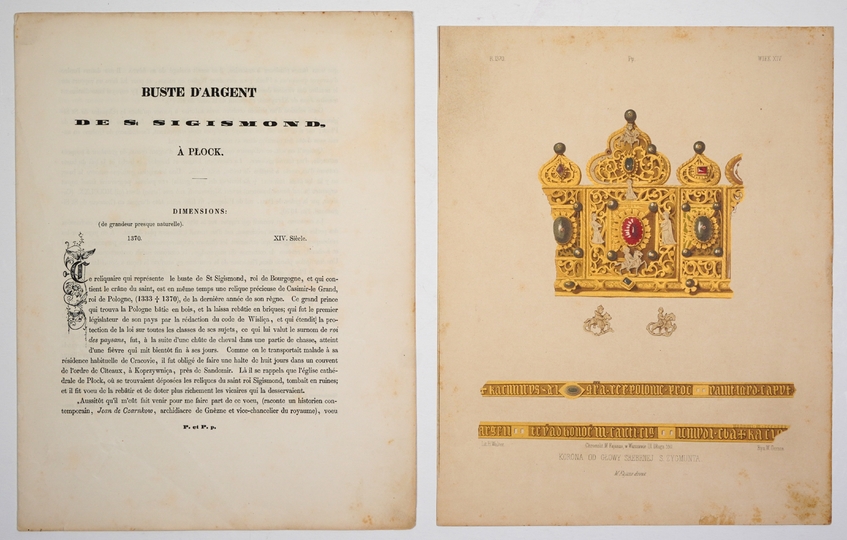 BUSTE D'ARGENT
DE S. SIGISMOND,
À PŁOCK.
DIMENSIONS:
(de grandeur presque naturelle).
1370. XIV. Siècle.
Ce reliquaire qui représente le buste de St Sigismond, roi de Bourgogne, et qui con-
tient le crâne du saint, est en même temps une relique précieuse de Casimir-le Grand,
roi de Pologne, (1333 † 1370), de la dernière année de son règne. Ce grand prince
qui trouva la Pologne bâtie en bois, et la laissa rebâtie en briques; qui fut le premier
législateur de son pays par la rédaction du code de Wiślica, et qui étendit la pro-
tection de la loi sur toutes les classes de ses sujets, ce qui lui valut le surnom de roi
des paysans, fut, à la suite d'une chûte de cheval dans une partie de chasse, atteint
d'une fièvre qui mit bientôt fin à ses jours. Comme on le transportait malade à sa
résidence habituelle de Cracovie, il fut obligé de faire une halte de huit jours dans un couvent
de l'ordre de Cîteaux, à Koprzywnica, près de Sandomir. Là il se rappela que l'église cathé-
drale de Płock, où se trouvaient déposées les reliques du saint roi Sigismond, tombait en ruines;
et il fit voeu de la rebâtir et de doter plus richement les vicaires qui la desservaient.
„Aussitôt qu'il m'eût fait venir pour me faire part de ce voeu, (raconte un historien con-
temporain, Jean de Czarnkow, archidiacre de Gnèzne et vice-chancelier du royaume), voeu
P. et P. p.
Pp.
WIEK XIV.
KORONA DO GŁOWY SREBRNEJ Ś. ZYGMUNTA